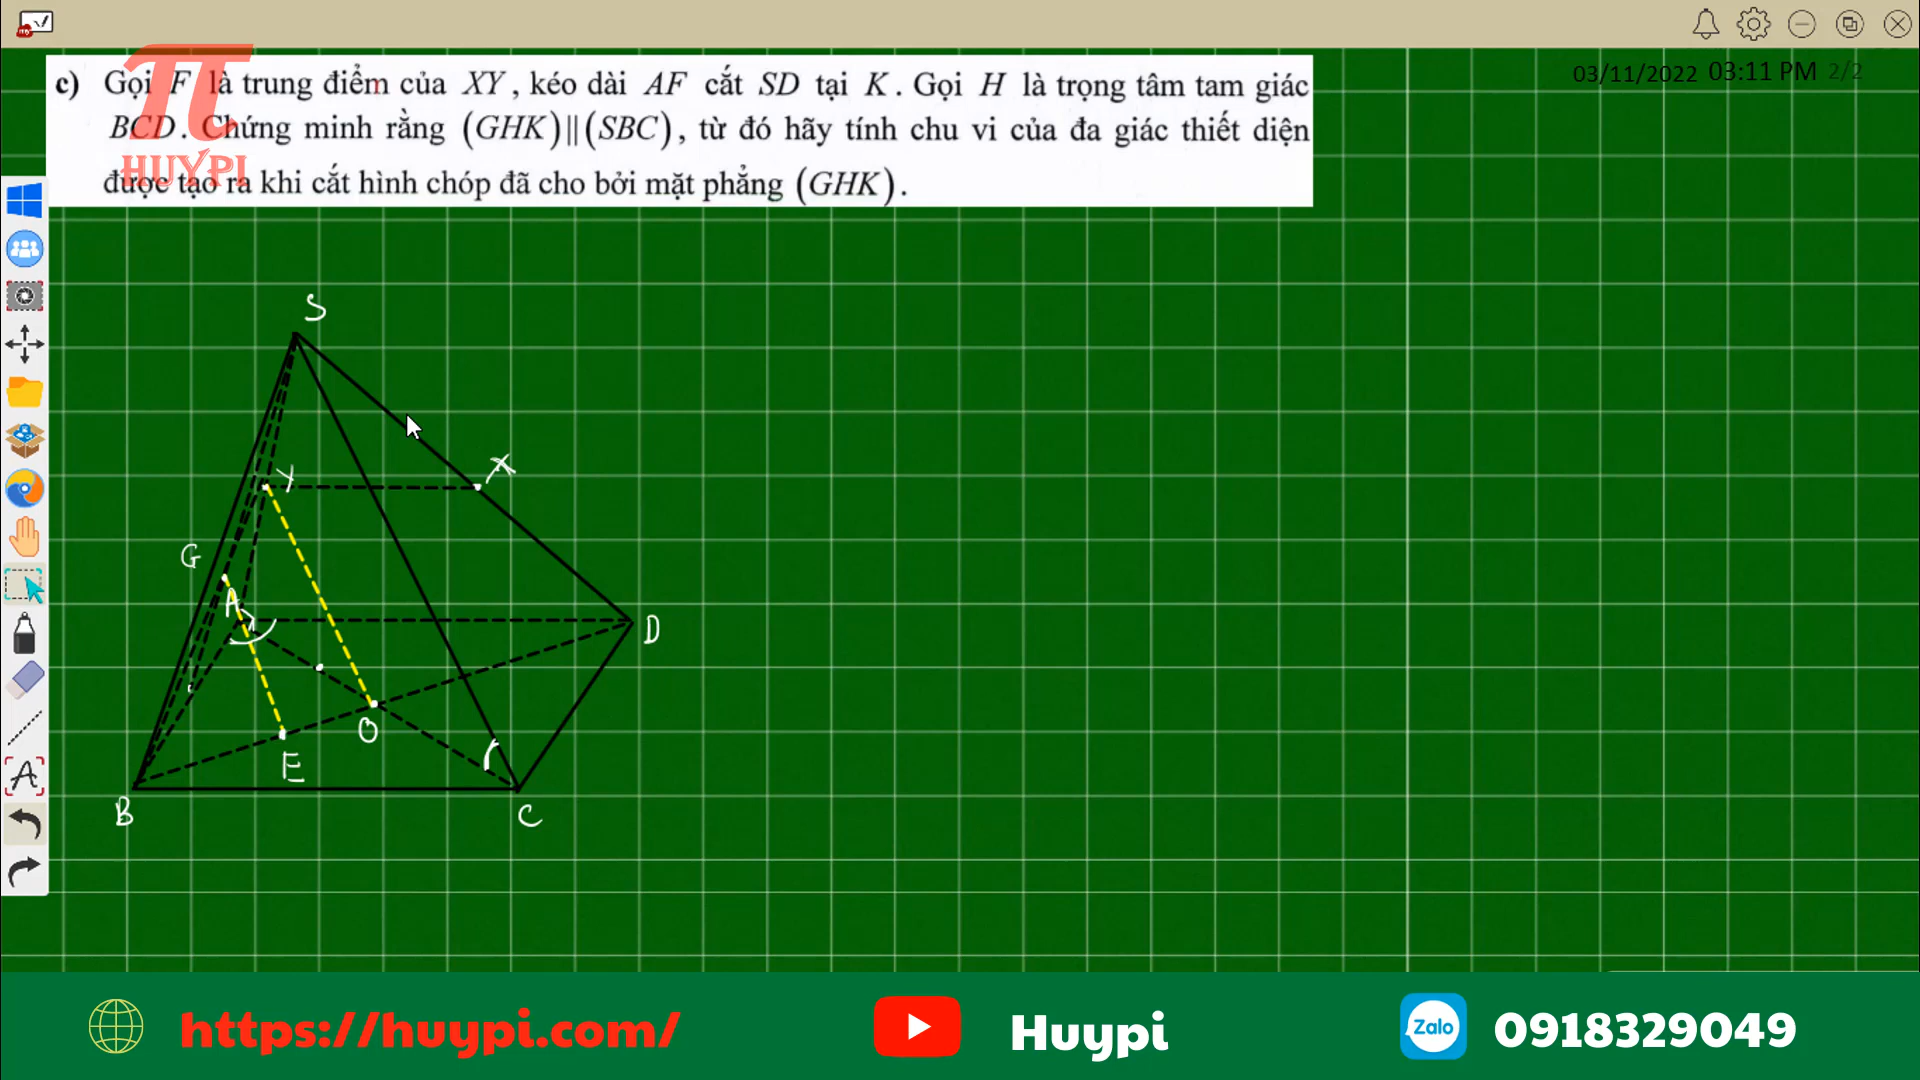 03/11/2022 03:11 PM 2/2
c) Gọi F là trung điểm của XY, kéo dài AF cắt SD tại K. Gọi H là trọng tâm tam giác
BCD. Chứng minh rằng (GHK)∥(SBC), từ đó hãy tính chu vi của đa giác thiết diện
được tạo ra khi cắt hình chóp đã cho bởi mặt phẳng (GHK).
π
HUYPI
S
Y
X
G
A
D
O
E
B
C
https://huypi.com/
Huypi
Zalo
0918329049